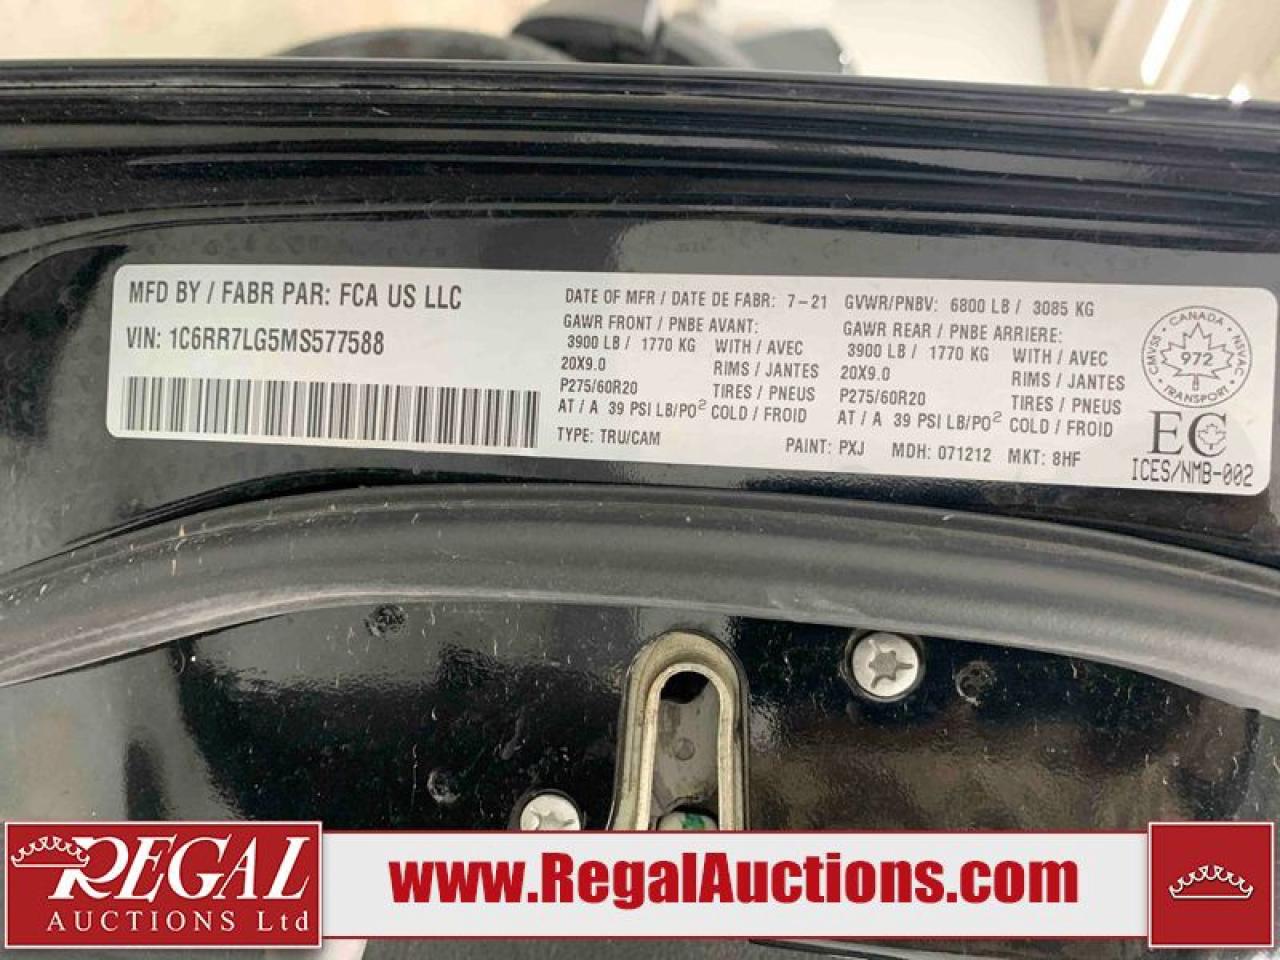 MFD BY / FABR PAR: FCA US LLC
VIN: 1C6RR7LG5MS577588
DATE OF MFR / DATE DE FABR: 7-21
GAWR FRONT / PNBE AVANT:
3900 LB / 1770 KG WITH / AVEC
20X9.0 RIMS / JANTES
P275/60R20 TIRES / PNEUS
AT / A 39 PSI LB/PO² COLD / FROID
TYPE: TRU/CAM
GVWR/PNBV: 6800 LB / 3085 KG
GAWR REAR / PNBE ARRIERE:
3900 LB / 1770 KG WITH / AVEC
20X9.0 RIMS / JANTES
P275/60R20 TIRES / PNEUS
AT / A 39 PSI LB/PO² COLD / FROID
PAINT: PXJ MDH: 071212 MKT: 8HF
CANADA
CMVSS 972 NSVAC
TRANSPORT
EC
ICES/NMB-002
REGAL
AUCTIONS Ltd
www.RegalAuctions.com